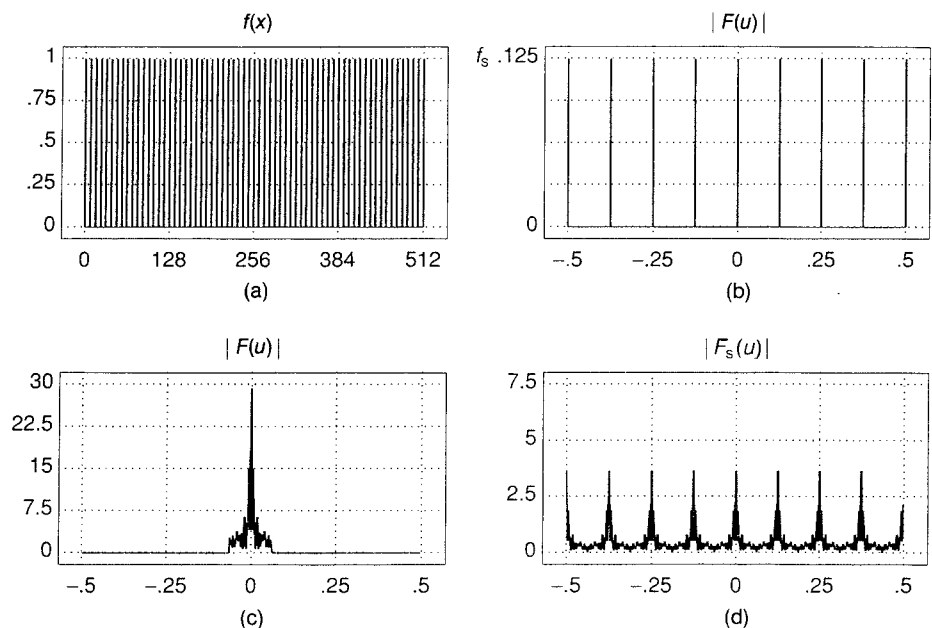 f(x)
1
.75
.5
.25
0
0 128 256 384 512
(a)
| F(u) |
fs .125
0
−.5 −.25 0 .25 .5
(b)
| F(u) |
30
22.5
15
7.5
0
−.5 −.25 0 .25 .5
(c)
| Fs(u) |
7.5
5
2.5
0
−.5 −.25 0 .25 .5
(d)